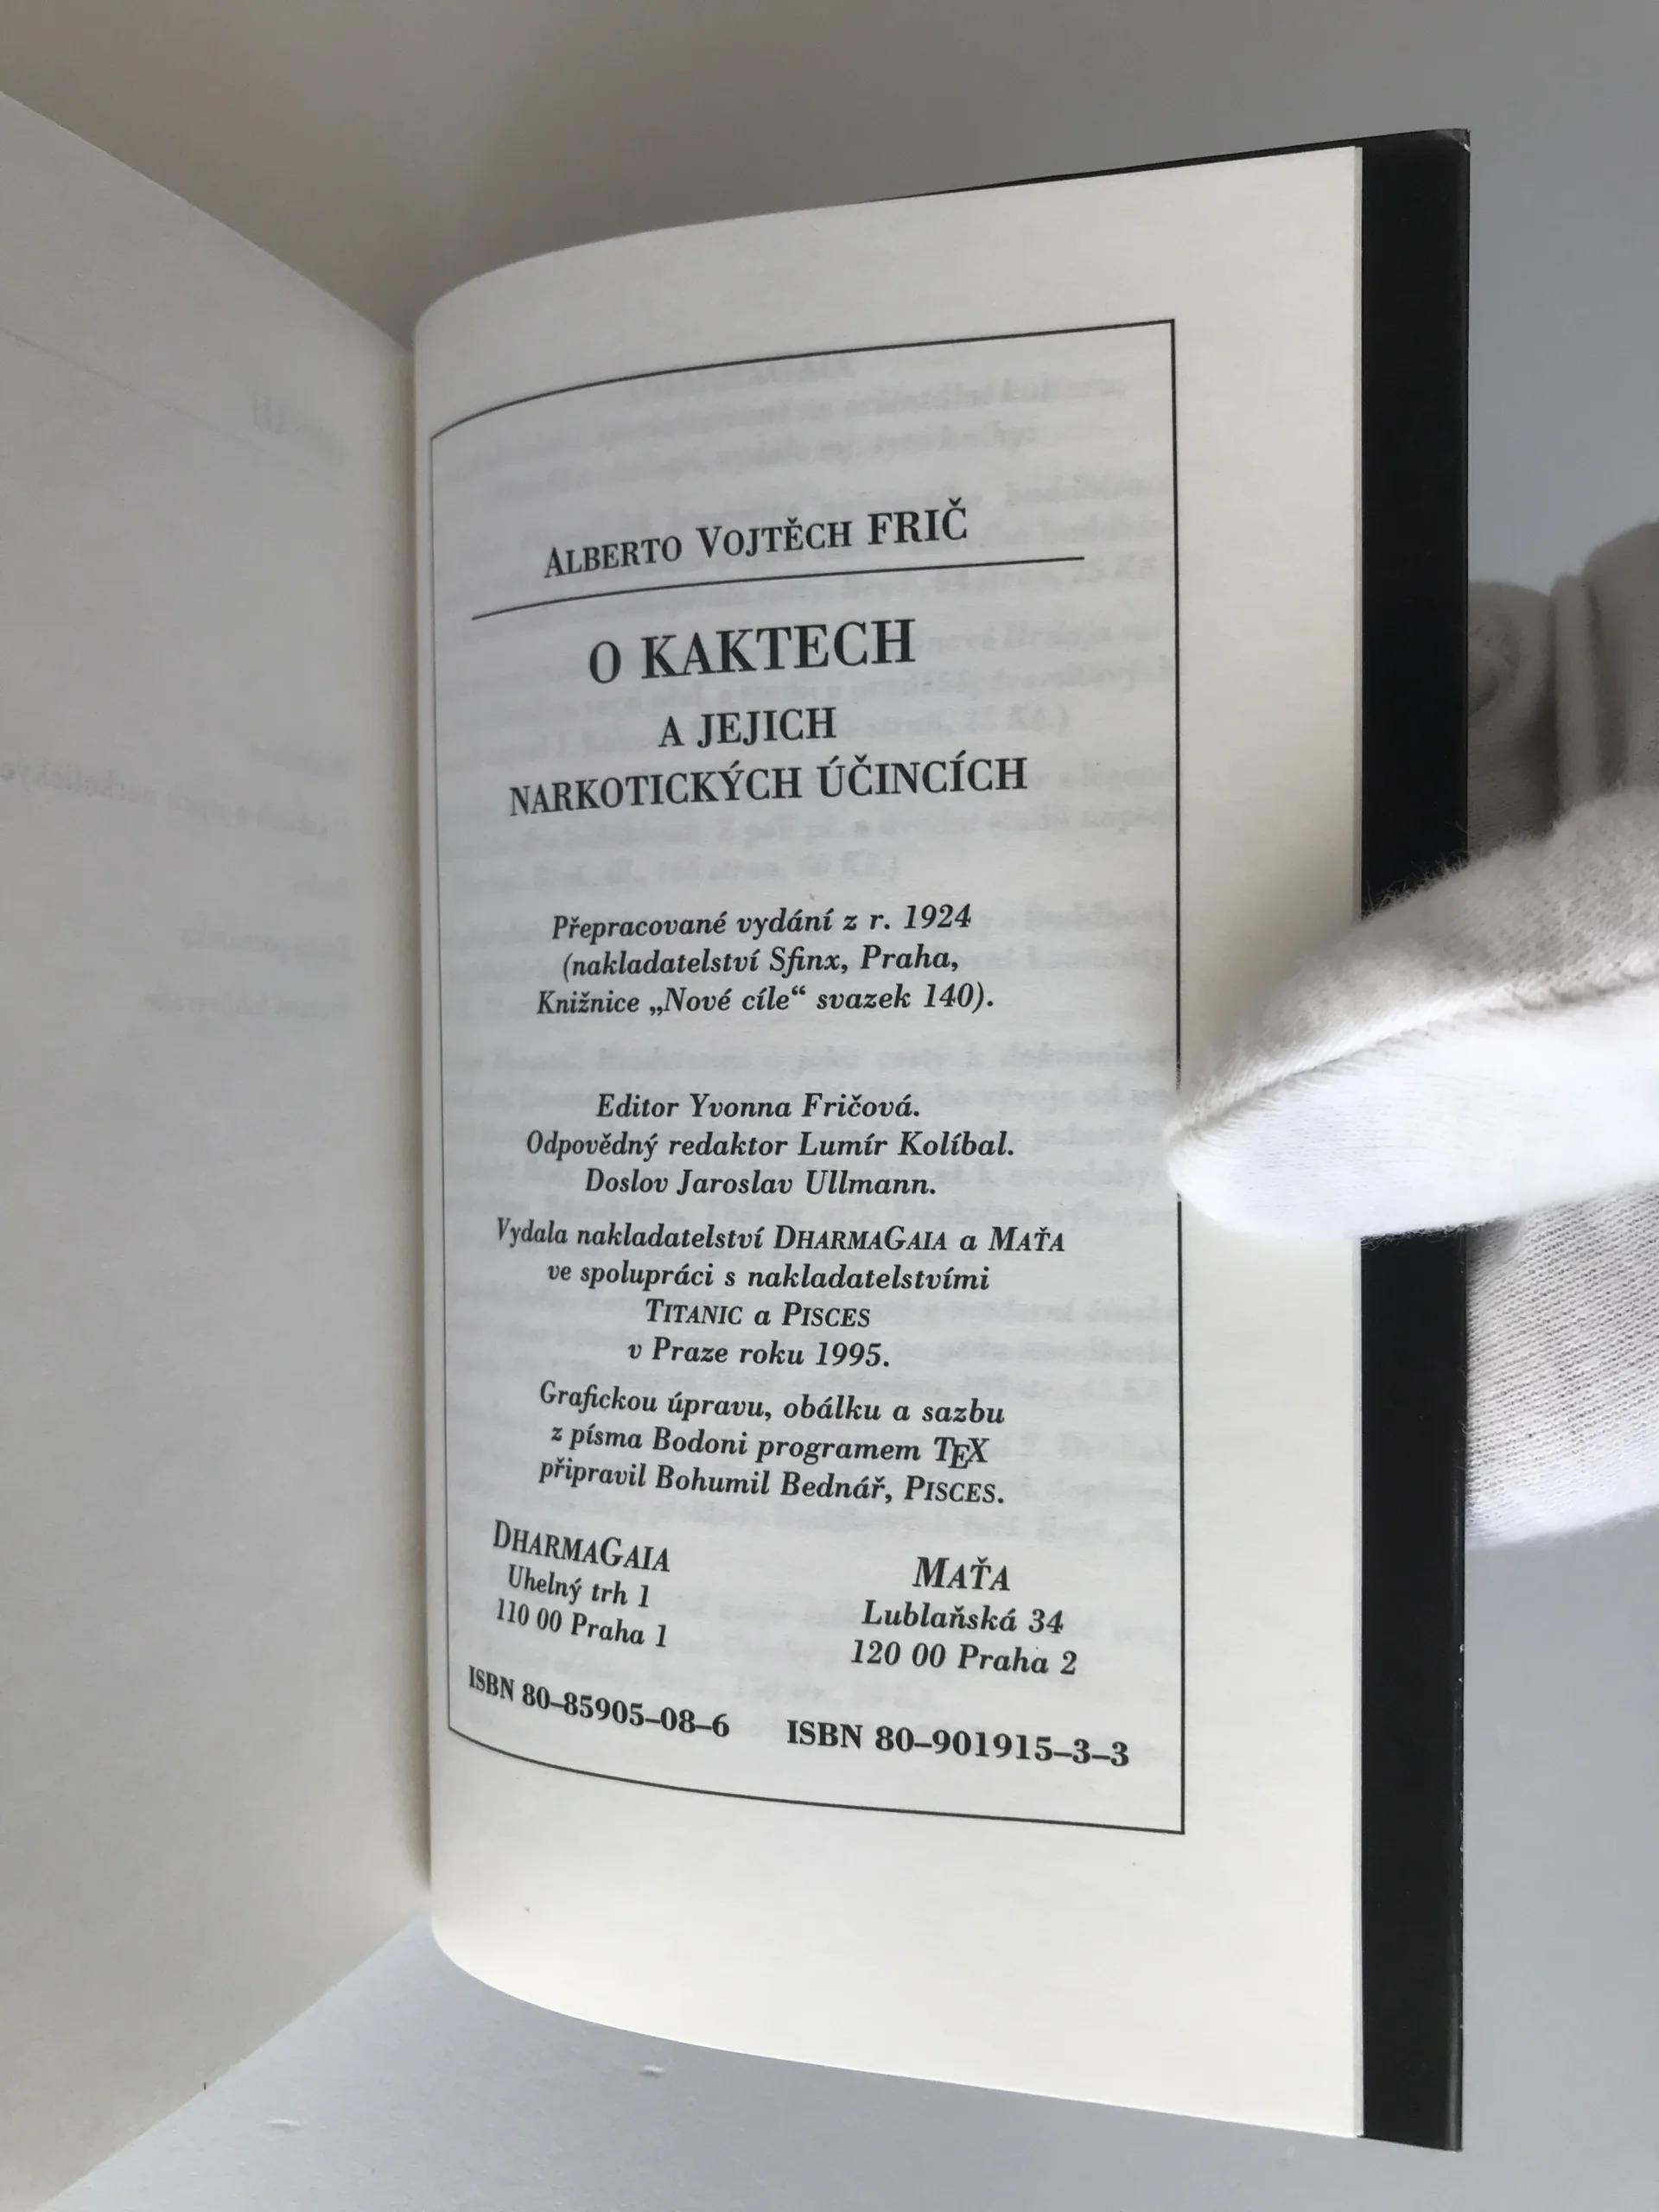 ALBERTO VOJTĚCH FRIČ
O KAKTECH
A JEJICH
NARKOTICKÝCH ÚČINCÍCH
Přepracované vydání z r. 1924
(nakladatelství Sfinx, Praha,
Knižnice „Nové cíle“ svazek 140).
Editor Yvonna Fričová.
Odpovědný redaktor Lumír Kolíbal.
Doslov Jaroslav Ullmann.
Vydala nakladatelství DHARMAGAIA a MAŤA
ve spolupráci s nakladatelstvími
TITANIC a PISCES
v Praze roku 1995.
Grafickou úpravu, obálku a sazbu
z písma Bodoni programem TEX
připravil Bohumil Bednář, PISCES.
DHARMAGAIA
Uhelný trh 1
110 00 Praha 1
MAŤA
Lublaňská 34
120 00 Praha 2
ISBN 80–85905–08–6
ISBN 80–901915–3–3